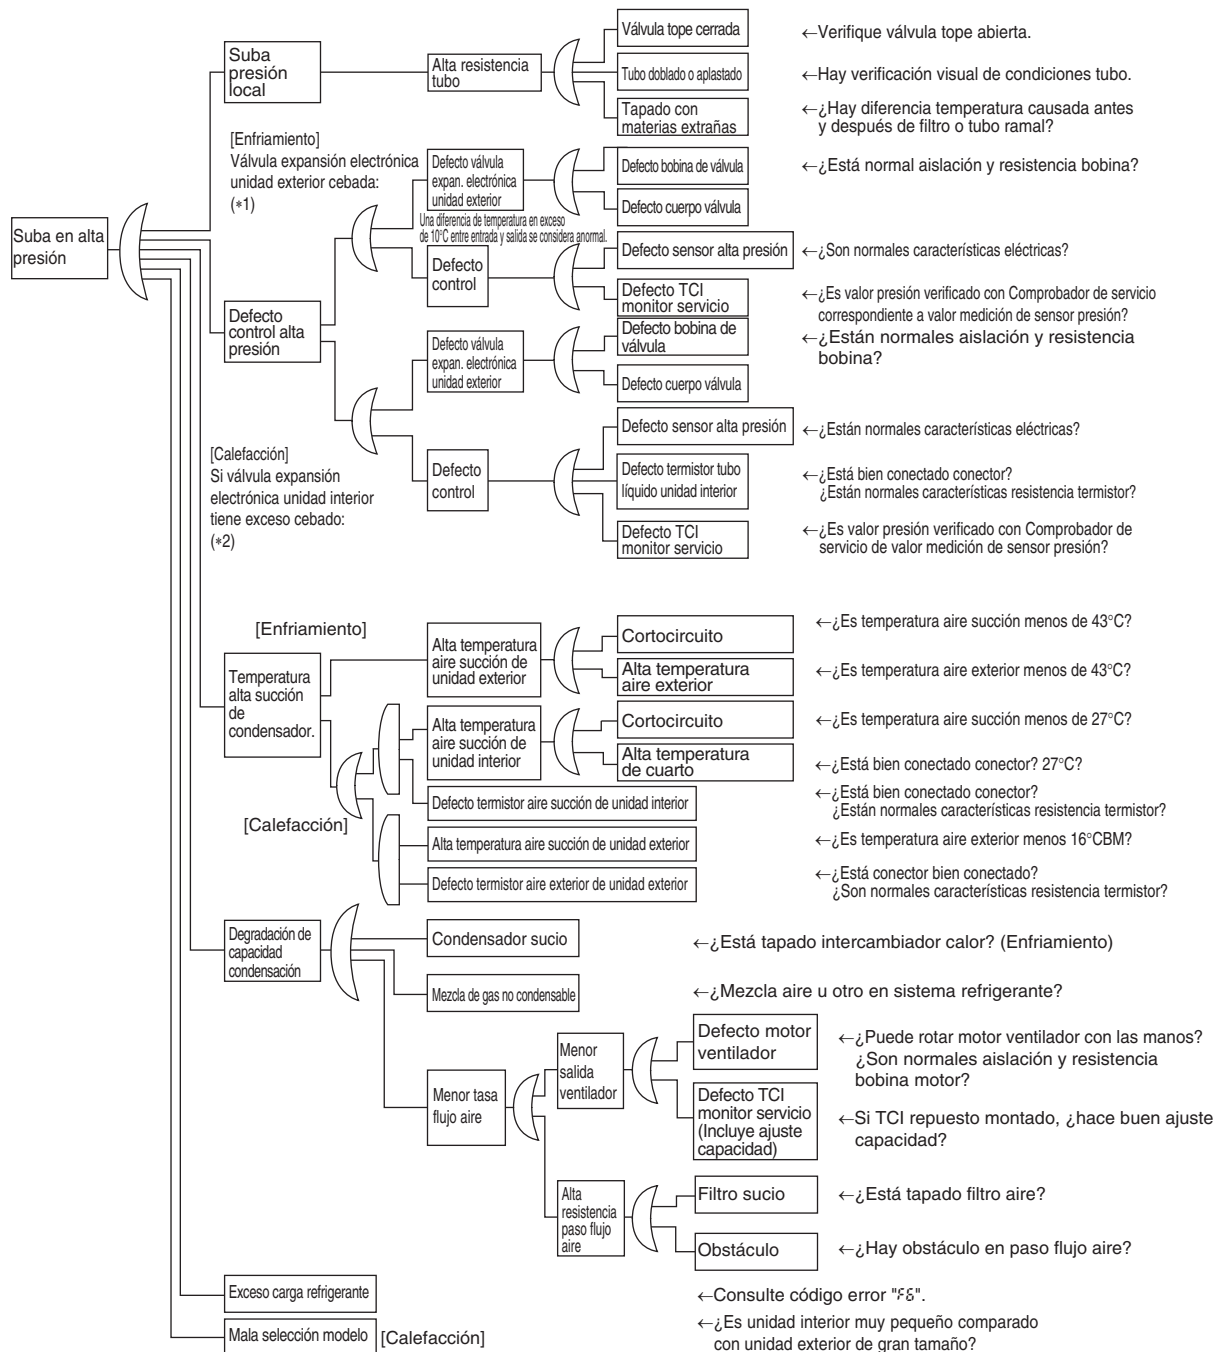 Suba en alta
presión
Suba
presión
local
Alta resistencia
tubo
Válvula tope cerrada
←Verifique válvula tope abierta.
Tubo doblado o aplastado
←Hay verificación visual de condiciones tubo.
Tapado con
materias extrañas
←¿Hay diferencia temperatura causada antes
y después de filtro o tubo ramal?
[Enfriamiento]
Válvula expansión electrónica
unidad exterior cebada:
(*1)
Defecto
control alta
presión
Defecto válvula
expan. electrónica
unidad exterior
Defecto bobina de válvula
←¿Está normal aislación y resistencia bobina?
Defecto cuerpo válvula
Una diferencia de temperatura en exceso
de 10°C entre entrada y salida se considera anormal.
Defecto
control
Defecto sensor alta presión
←¿Son normales características eléctricas?
Defecto TCI
monitor servicio
←¿Es valor presión verificado con Comprobador de servicio
correspondiente a valor medición de sensor presión?
Defecto válvula
expan. electrónica
unidad exterior
Defecto bobina de
válvula
←¿Están normales aislación y resistencia
bobina?
Defecto cuerpo válvula
[Calefacción]
Si válvula expansión
electrónica unidad interior
tiene exceso cebado:
(*2)
Defecto
control
Defecto sensor alta presión
←¿Están normales características eléctricas?
Defecto termistor tubo
líquido unidad interior
←¿Está bien conectado conector?
¿Están normales características resistencia termistor?
Defecto TCI
monitor servicio
←¿Es valor presión verificado con Comprobador de
servicio de valor medición de sensor presión?
[Enfriamiento]
Temperatura
alta succión
de
condensador.
Alta temperatura
aire succión de
unidad exterior
Cortocircuito
←¿Es temperatura aire succión menos de 43°C?
Alta temperatura
aire exterior
←¿Es temperatura aire exterior menos de 43°C?
Alta temperatura
aire succión de
unidad interior
Cortocircuito
←¿Es temperatura aire succión menos de 27°C?
Alta temperatura
de cuarto
←¿Está bien conectado conector? 27°C?
[Calefacción]
Defecto termistor aire succión de unidad interior
←¿Está bien conectado conector?
¿Están normales características resistencia termistor?
Alta temperatura aire succión de unidad exterior
←¿Es temperatura aire exterior menos 16°CBM?
Defecto termistor aire exterior de unidad exterior
←¿Está conector bien conectado?
¿Son normales características resistencia termistor?
Degradación de
capacidad
condensación
Condensador sucio
←¿Está tapado intercambiador calor? (Enfriamiento)
Mezcla de gas no condensable
←¿Mezcla aire u otro en sistema refrigerante?
Menor tasa
flujo aire
Menor
salida
ventilador
Defecto motor
ventilador
←¿Puede rotar motor ventilador con las manos?
¿Son normales aislación y resistencia
bobina motor?
Defecto TCI
monitor servicio
(Incluye ajuste
capacidad)
←Si TCI repuesto montado, ¿hace buen ajuste
capacidad?
Alta
resistencia
paso flujo
aire
Filtro sucio
←¿Está tapado filtro aire?
Obstáculo
←¿Hay obstáculo en paso flujo aire?
Exceso carga refrigerante
←Consulte código error "F6".
Mala selección modelo
[Calefacción]
←¿Es unidad interior muy pequeño comparado
con unidad exterior de gran tamaño?